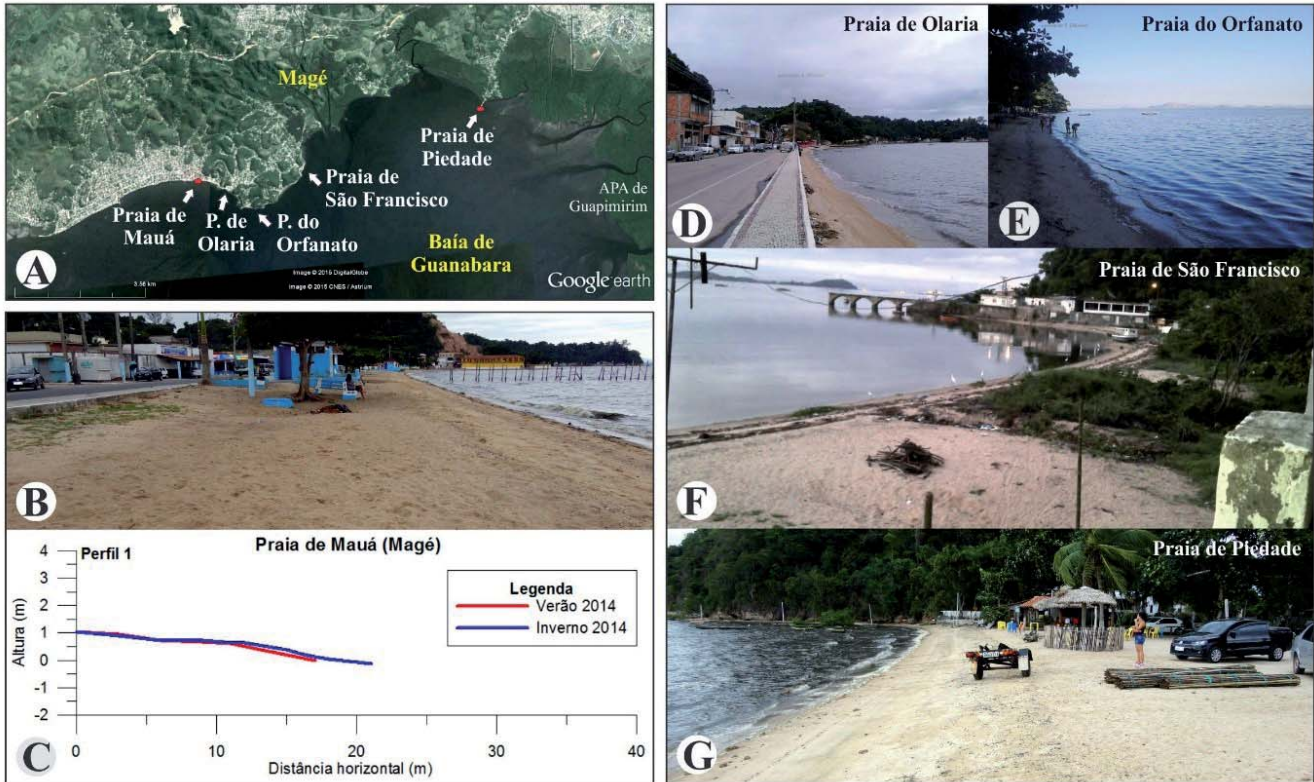 Magé
Praia de
Piedade
Praia de
São Francisco
APA de
Guapimirim
Praia de
Mauá
P. de
Olaria
P. do
Orfanato
Baía de
Guanabara
A
3.56 km
Image © 2015 DigitalGlobe
Image © 2015 CNES / Astrium
Google earth
B
Praia de Mauá (Magé)
Perfil 1
Altura (m)
4
3
2
1
0
-1
-2
0
10
20
30
40
Distância horizontal (m)
Legenda
Verão 2014
Inverno 2014
C
Praia de Olaria
D
Praia do Orfanato
E
Praia de São Francisco
F
Praia de Piedade
G